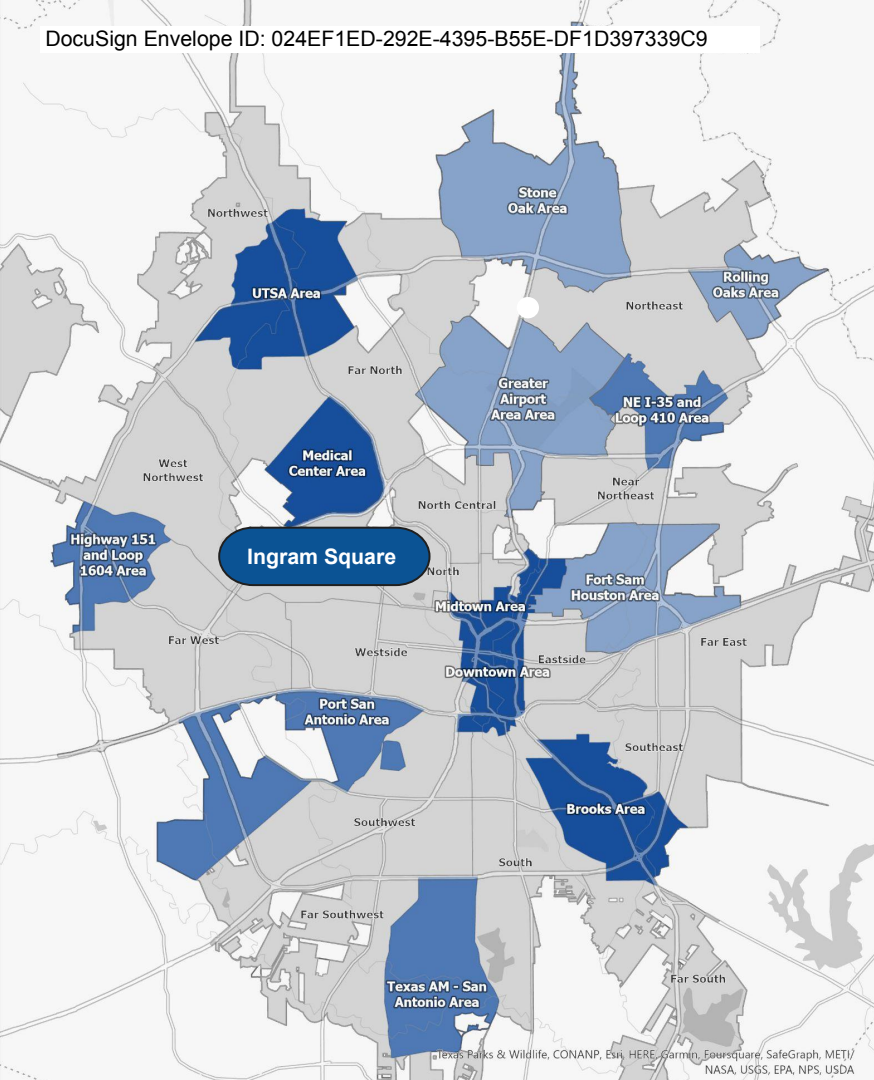 DocuSign Envelope ID: 024EF1ED-292E-4395-B55E-DF1D397339C9
Stone
Oak Area
Northwest
Rolling
Oaks Area
UTSA Area
Northeast
Far North
Greater
Airport
Area Area
NE I-35 and
Loop 410 Area
Medical
Center Area
West
Northwest
Near
Northeast
North Central
Highway 151
and Loop
1604 Area
Ingram Square
North
Fort Sam
Houston Area
Midtown Area
Far West
Westside
Eastside
Far East
Downtown Area
Port San
Antonio Area
Southeast
Brooks Area
Southwest
South
Far Southwest
Far South
Texas AM - San
Antonio Area
Texas Parks & Wildlife, CONANP, Esri, HERE, Garmin, Foursquare, SafeGraph, METI/
NASA, USGS, EPA, NPS, USDA